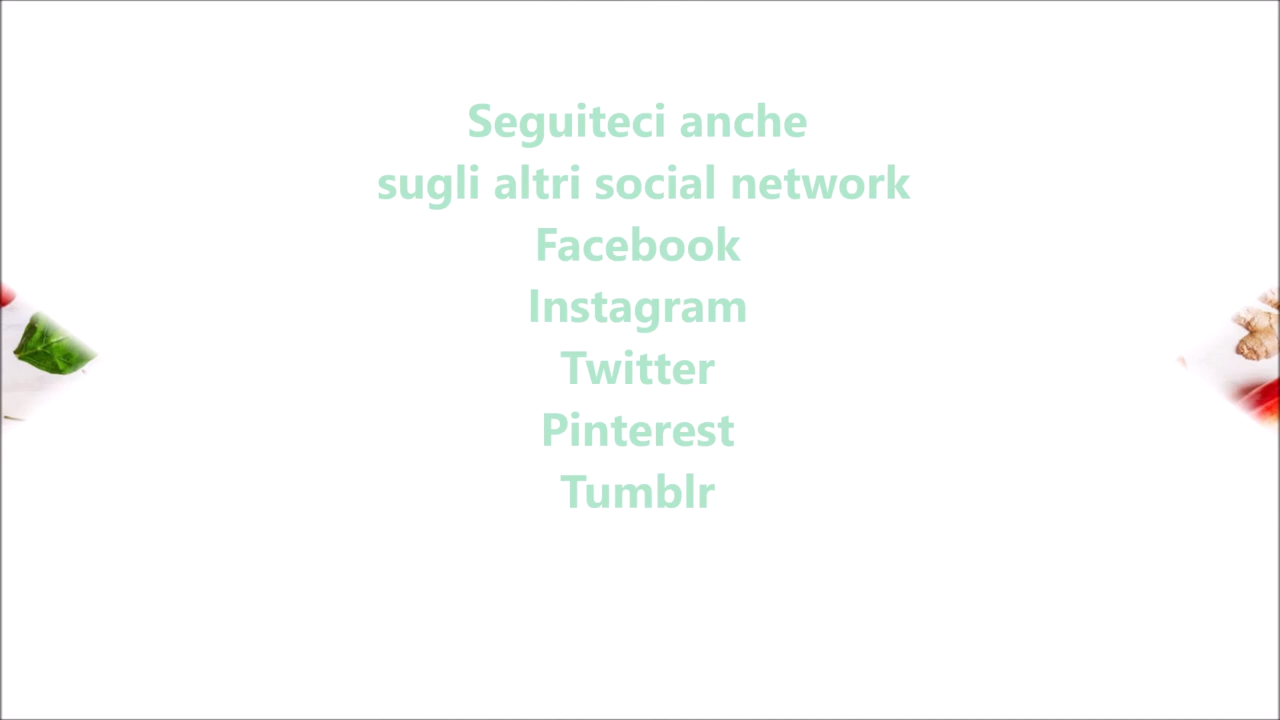 Seguiteci anche
sugli altri social network
Facebook
Instagram
Twitter
Pinterest
Tumblr